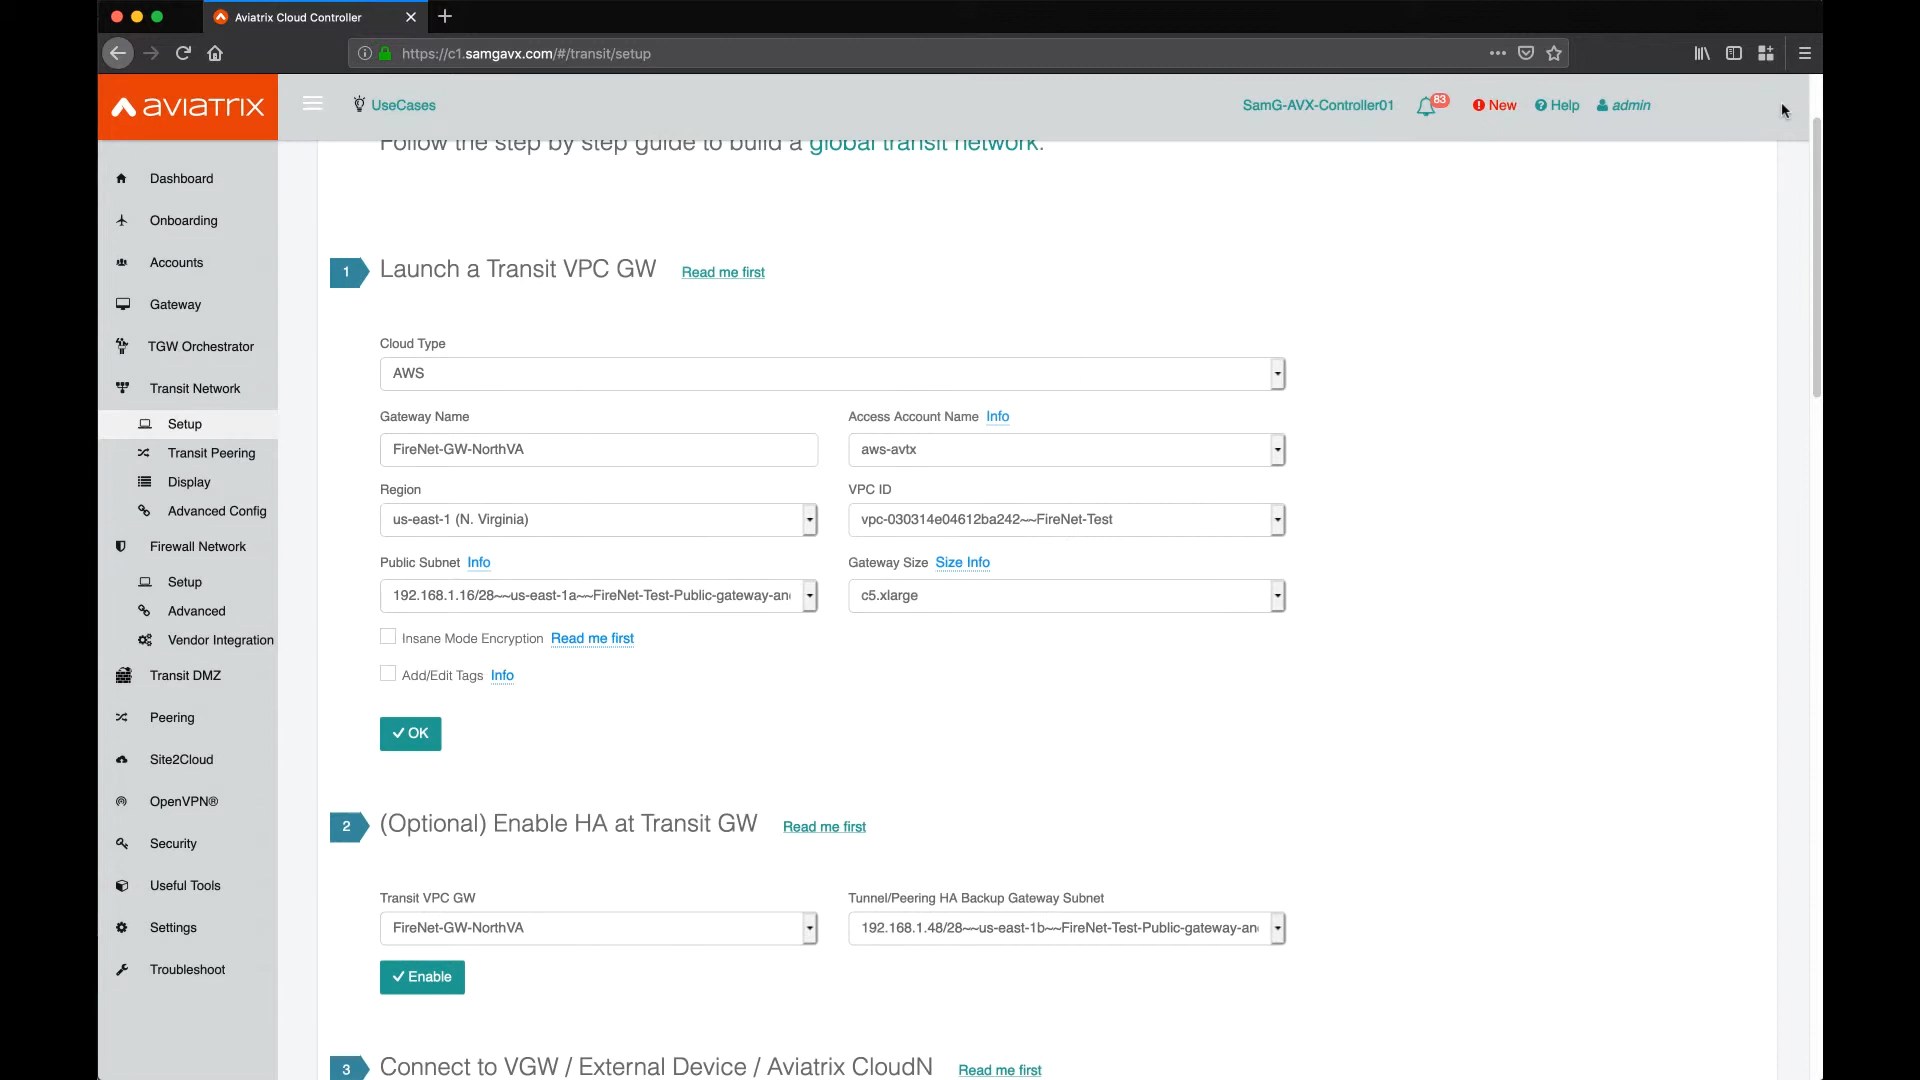 Aviatrix Cloud Controller
https://c1.samgavx.com/#/transit/setup
aviatrix
UseCases
SamG-AVX-Controller01
83
New
Help
admin
Follow the step by step guide to build a global transit network.
Dashboard
Onboarding
Accounts
Gateway
TGW Orchestrator
Transit Network
Setup
Transit Peering
Display
Advanced Config
Firewall Network
Setup
Advanced
Vendor Integration
Transit DMZ
Peering
Site2Cloud
OpenVPN®
Security
Useful Tools
Settings
Troubleshoot
1 Launch a Transit VPC GW Read me first
Cloud Type
AWS
Gateway Name
FireNet-GW-NorthVA
Access Account Name Info
aws-avtx
Region
us-east-1 (N. Virginia)
VPC ID
vpc-030314e04612ba242~~FireNet-Test
Public Subnet Info
192.168.1.16/28~~us-east-1a~~FireNet-Test-Public-gateway-an
Gateway Size Size Info
c5.xlarge
Insane Mode Encryption Read me first
Add/Edit Tags Info
OK
2 (Optional) Enable HA at Transit GW Read me first
Transit VPC GW
FireNet-GW-NorthVA
Tunnel/Peering HA Backup Gateway Subnet
192.168.1.48/28~~us-east-1b~~FireNet-Test-Public-gateway-an
Enable
3 Connect to VGW / External Device / Aviatrix CloudN Read me first